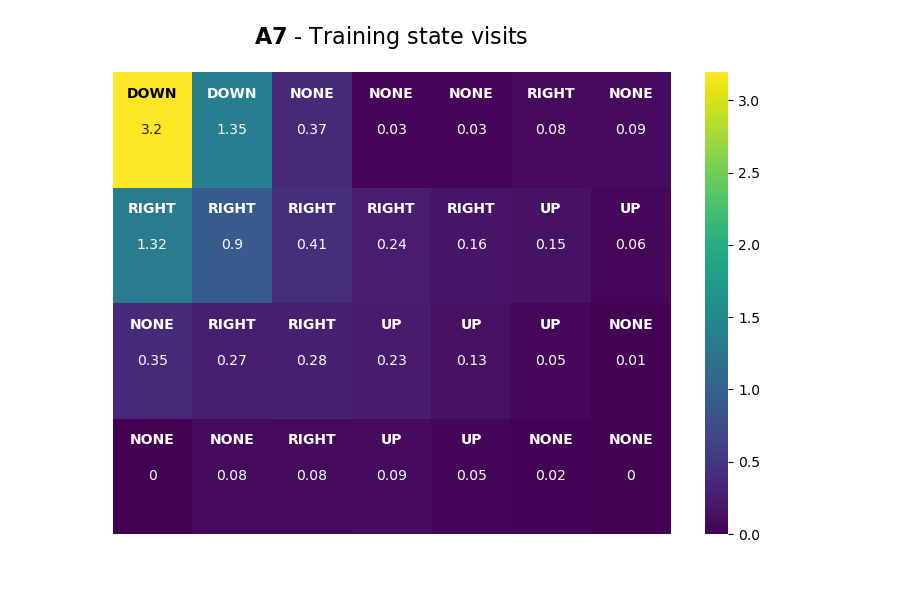 A7 - Training state visits
DOWN DOWN NONE NONE NONE RIGHT NONE
3.2 1.35 0.37 0.03 0.03 0.08 0.09
RIGHT RIGHT RIGHT RIGHT RIGHT UP UP
1.32 0.9 0.41 0.24 0.16 0.15 0.06
NONE RIGHT RIGHT UP UP UP NONE
0.35 0.27 0.28 0.23 0.13 0.05 0.01
NONE NONE RIGHT UP UP NONE NONE
0 0.08 0.08 0.09 0.05 0.02 0
3.0
2.5
2.0
1.5
1.0
0.5
0.0